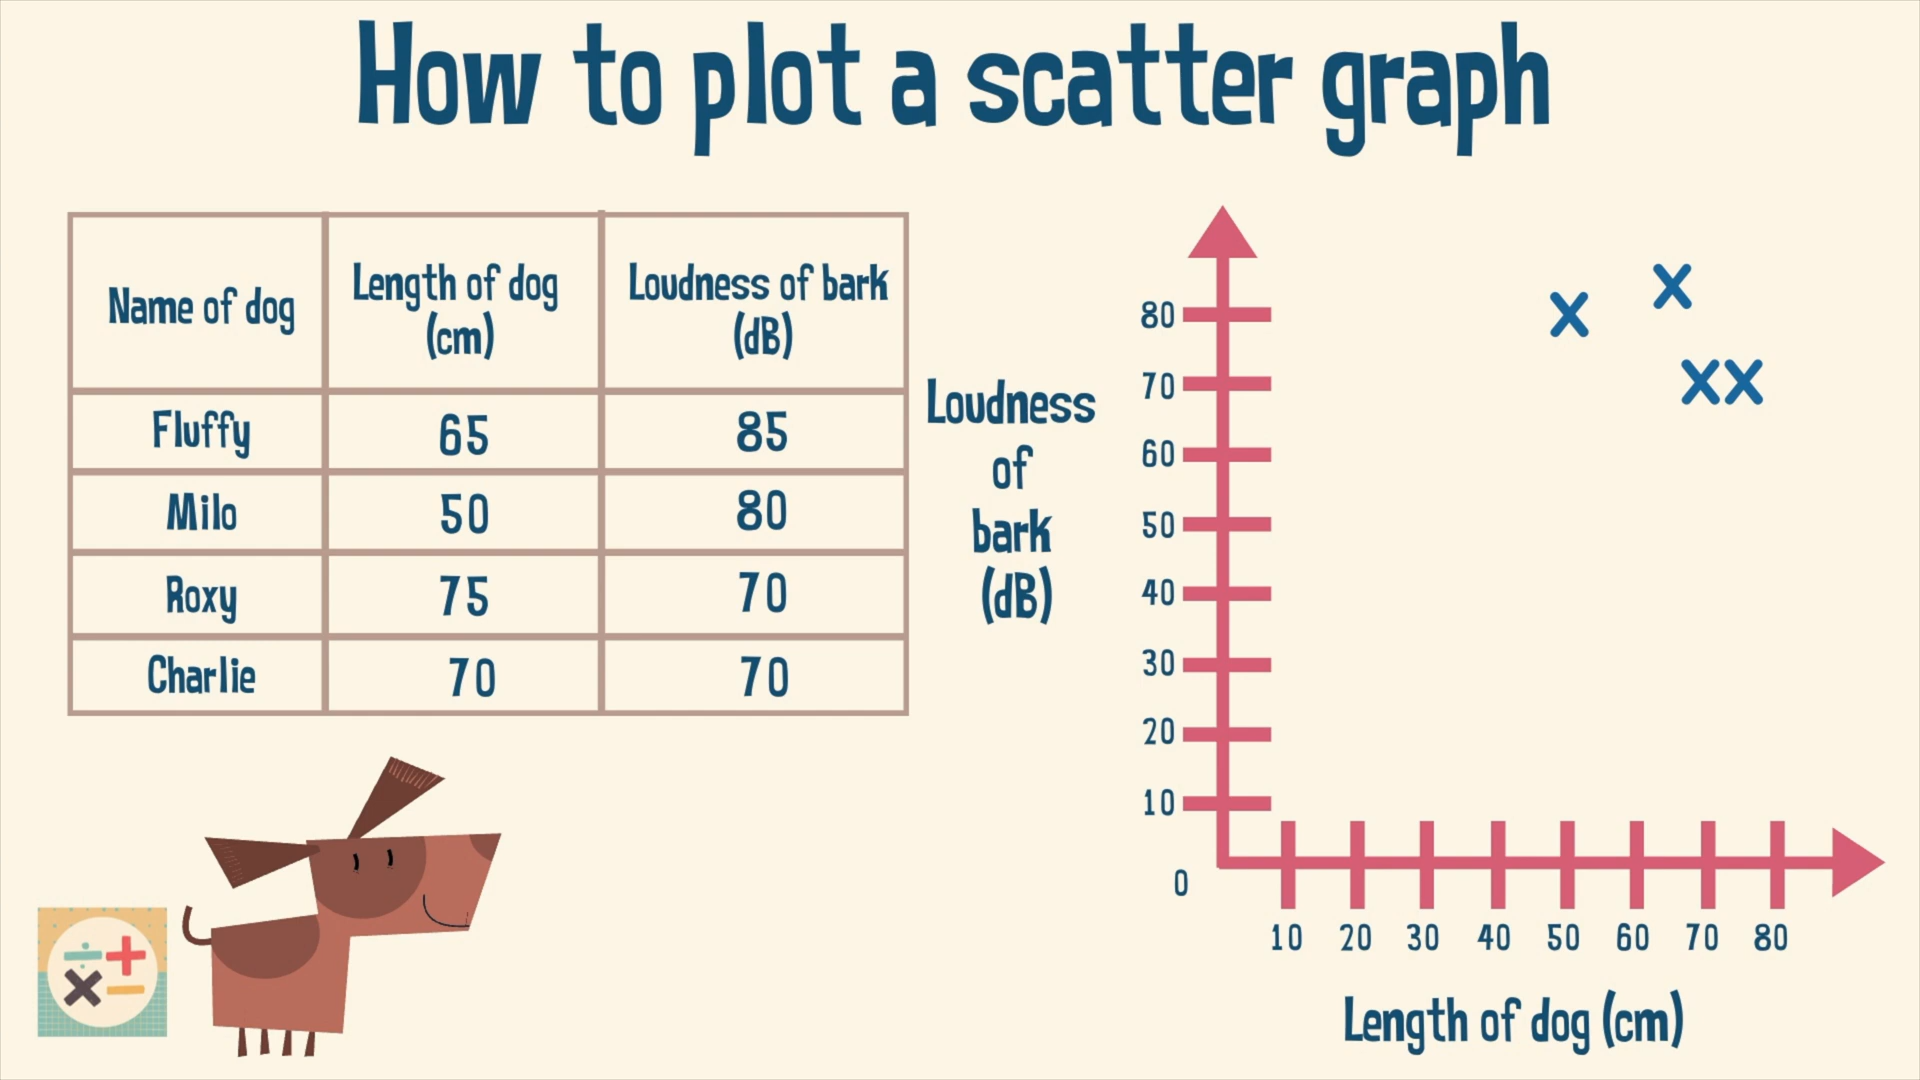 How to plot a scatter graph
Name of dog
Length of dog
(cm)
Loudness of bark
(dB)
Fluffy
65
85
Milo
50
80
Roxy
75
70
Charlie
70
70
Loudness
of
bark
(dB)
80
70
60
50
40
30
20
10
0
10 20 30 40 50 60 70 80
Length of dog (cm)